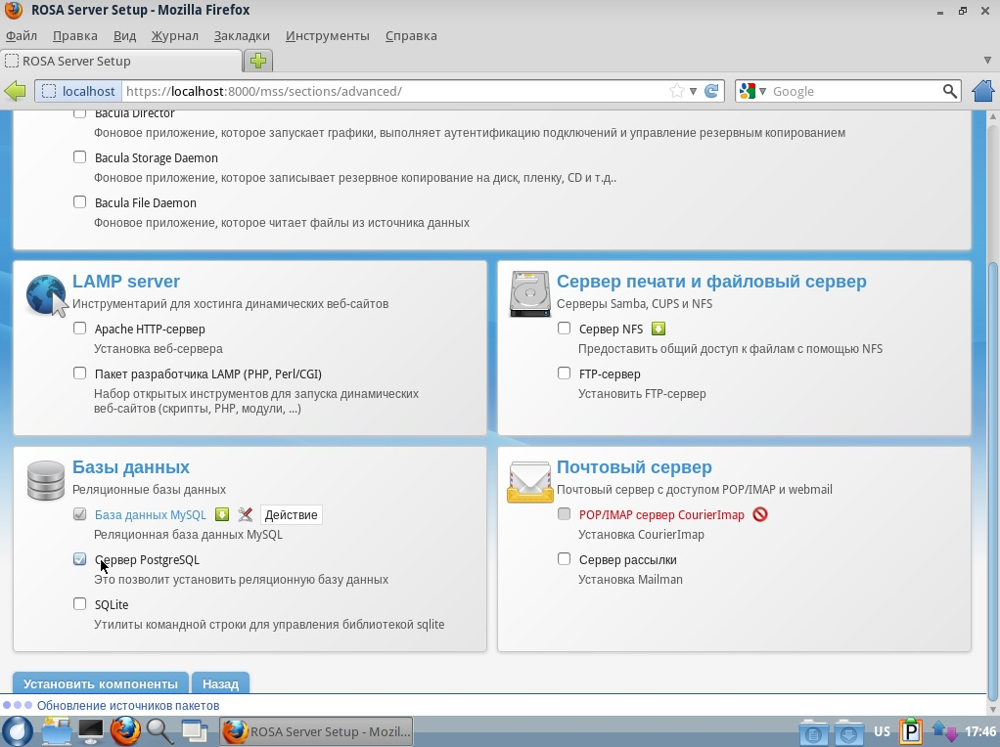 ROSA Server Setup - Mozilla Firefox
Файл Правка Вид Журнал Закладки Инструменты Справка
ROSA Server Setup
localhost https://localhost:8000/mss/sections/advanced/ Google
Bacula Director
Фоновое приложение, которое запускает графики, выполняет аутентификацию подключений и управление резервным копированием
Bacula Storage Daemon
Фоновое приложение, которое записывает резервное копирование на диск, пленку, CD и т.д..
Bacula File Daemon
Фоновое приложение, которое читает файлы из источника данных
LAMP server
Инструментарий для хостинга динамических веб-сайтов
Apache HTTP-сервер
Установка веб-сервера
Пакет разработчика LAMP (PHP, Perl/CGI)
Набор открытых инструментов для запуска динамических
веб-сайтов (скрипты, PHP, модули, ...)
Сервер печати и файловый сервер
Серверы Samba, CUPS и NFS
Сервер NFS
Предоставить общий доступ к файлам с помощью NFS
FTP-сервер
Установить FTP-сервер
Базы данных
Реляционные базы данных
База данных MySQL Действие
Реляционная база данных MySQL
Сервер PostgreSQL
Это позволит установить реляционную базу данных
SQLite
Утилиты командной строки для управления библиотекой sqlite
Почтовый сервер
Почтовый сервер с доступом POP/IMAP и webmail
POP/IMAP сервер CourierImap
Установка CourierImap
Сервер рассылки
Установка Mailman
Установить компоненты Назад
Обновление источников пакетов
ROSA Server Setup - Mozil... US P 17:46